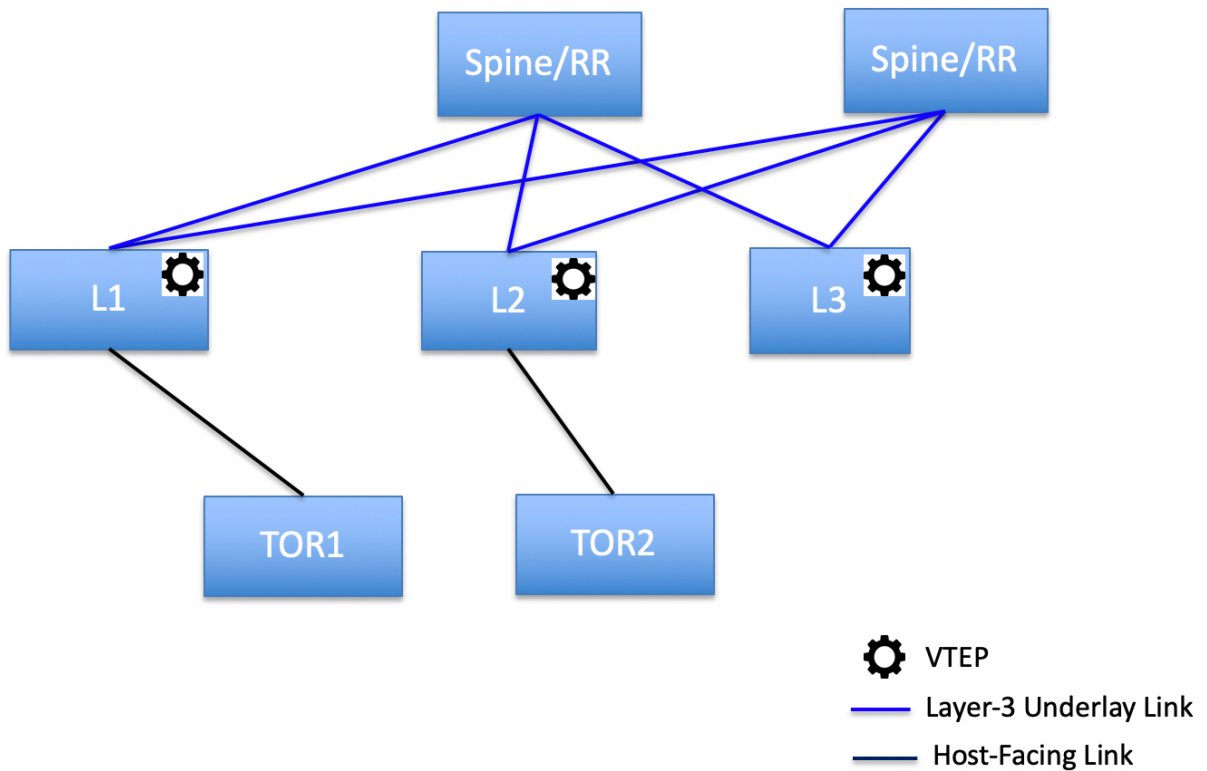 Spine/RR
Spine/RR
L1
L2
L3
TOR1
TOR2
VTEP
Layer-3 Underlay Link
Host-Facing Link